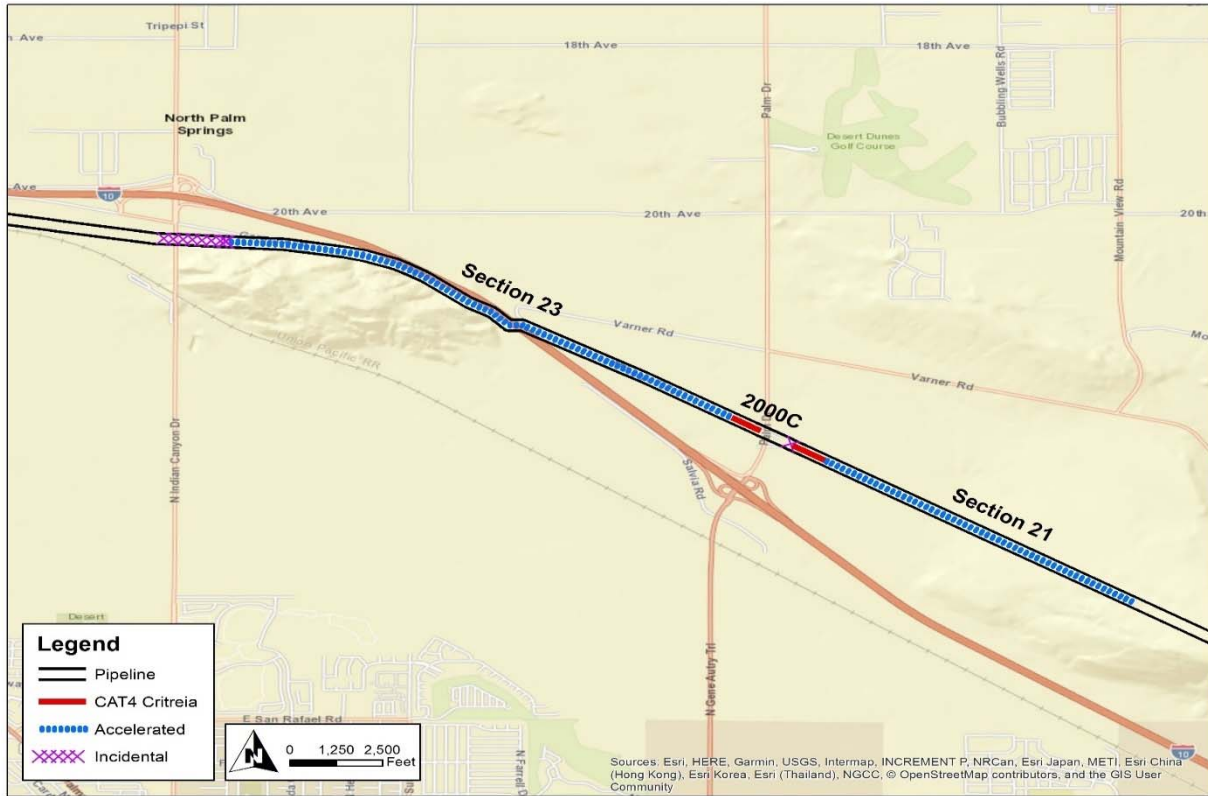 Tripepi St
18th Ave
18th Ave
Palm Dr
Bubbling Wells Rd
North Palm
Springs
Desert Dunes
Golf Course
Mountain View Rd
Ave
10
20th Ave
20th Ave
20th
Section 23
Varner Rd
Union Pacific RR
Varner Rd
Mo
N Indian Canyon Dr
2000C
Salvia Rd
Section 21
Desert
N Gene Autry Trl
Legend
Pipeline
CAT4 Critreia
Accelerated
Incidental
E San Rafael Rd
N
0 1,250 2,500
Feet
N Farrell D
10
Sources: Esri, HERE, Garmin, USGS, Intermap, INCREMENT P, NRCan, Esri Japan, METI, Esri China
(Hong Kong), Esri Korea, Esri (Thailand), NGCC, © OpenStreetMap contributors, and the GIS User
Community